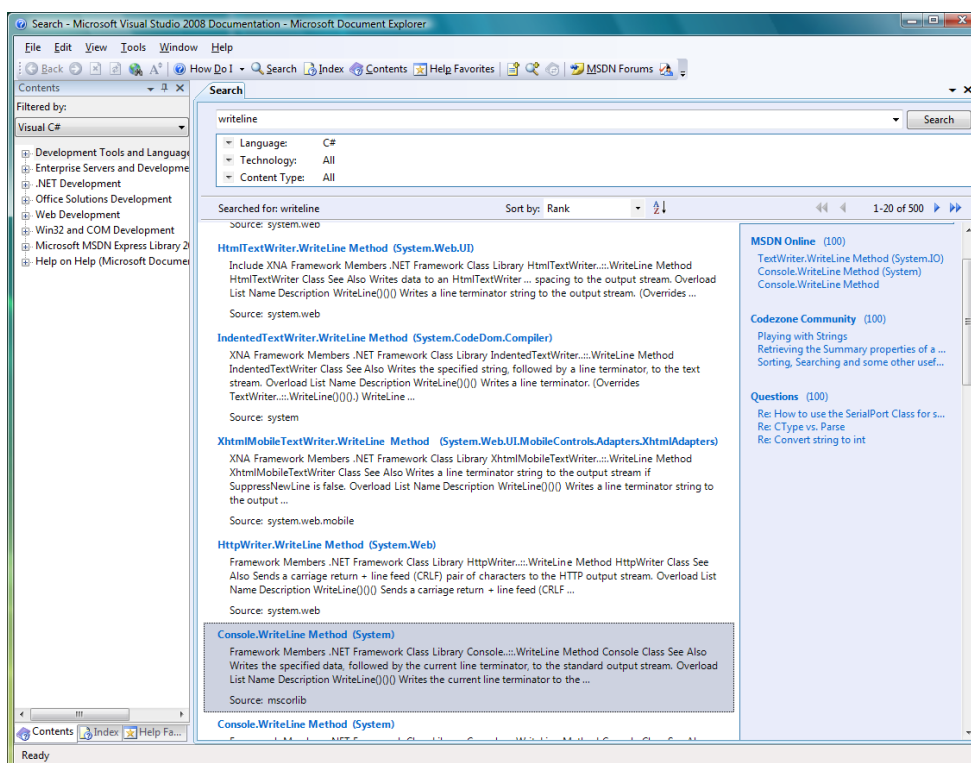 Search - Microsoft Visual Studio 2008 Documentation - Microsoft Document Explorer
File Edit View Tools Window Help
Back How Do I Search Index Contents Help Favorites MSDN Forums
Contents
Search
Filtered by:
Visual C#
writeline
Search
Language: C#
Technology: All
Content Type: All
Development Tools and Language
Enterprise Servers and Developme
.NET Development
Office Solutions Development
Web Development
Win32 and COM Development
Microsoft MSDN Express Library 2
Help on Help (Microsoft Docume
Searched for: writeline
Sort by: Rank
1-20 of 500
Source: system.web
HtmlTextWriter.WriteLine Method (System.Web.UI)
Include XNA Framework Members .NET Framework Class Library HtmlTextWriter..::.WriteLine Method
HtmlTextWriter Class See Also Writes data to an HtmlTextWriter ... spacing to the output stream. Overload
List Name Description WriteLine()()() Writes a line terminator string to the output stream. (Overrides ...
Source: system.web
IndentedTextWriter.WriteLine Method (System.CodeDom.Compiler)
XNA Framework Members .NET Framework Class Library IndentedTextWriter..::.WriteLine Method
IndentedTextWriter Class See Also Writes the specified string, followed by a line terminator, to the text
stream. Overload List Name Description WriteLine()()() Writes a line terminator. (Overrides
TextWriter..::.WriteLine()()().) WriteLine ...
Source: system
XhtmlMobileTextWriter.WriteLine Method (System.Web.UI.MobileControls.Adapters.XhtmlAdapters)
XNA Framework Members .NET Framework Class Library XhtmlMobileTextWriter..::.WriteLine Method
XhtmlMobileTextWriter Class See Also Writes a line terminator string to the output stream if
SuppressNewLine is false. Overload List Name Description WriteLine()()() Writes a line terminator string to
the output ...
Source: system.web.mobile
HttpWriter.WriteLine Method (System.Web)
Framework Members .NET Framework Class Library HttpWriter..::.WriteLine Method HttpWriter Class See
Also Sends a carriage return + line feed (CRLF) pair of characters to the HTTP output stream. Overload List
Name Description WriteLine()()() Sends a carriage return + line feed (CRLF ...
Source: system.web
Console.WriteLine Method (System)
Framework Members .NET Framework Class Library Console..::.WriteLine Method Console Class See Also
Writes the specified data, followed by the current line terminator, to the standard output stream. Overload
List Name Description WriteLine()()() Writes the current line terminator to the ...
Source: mscorlib
Console.WriteLine Method (System)
MSDN Online (100)
TextWriter.WriteLine Method (System.IO)
Console.WriteLine Method (System)
Console.WriteLine Method
Codezone Community (100)
Playing with Strings
Retrieving the Summary properties of a ...
Sorting, Searching and some other usef...
Questions (100)
Re: How to use the SerialPort Class for s...
Re: CType vs. Parse
Re: Convert string to int
Contents Index Help Fa...
Ready